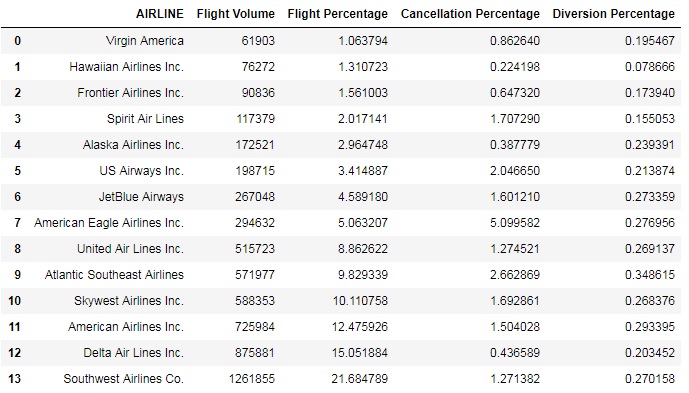 AIRLINE Flight Volume Flight Percentage Cancellation Percentage Diversion Percentage
0 Virgin America 61903 1.063794 0.862640 0.195467
1 Hawaiian Airlines Inc. 76272 1.310723 0.224198 0.078666
2 Frontier Airlines Inc. 90836 1.561003 0.647320 0.173940
3 Spirit Air Lines 117379 2.017141 1.707290 0.155053
4 Alaska Airlines Inc. 172521 2.964748 0.387779 0.239391
5 US Airways Inc. 198715 3.414887 2.046650 0.213874
6 JetBlue Airways 267048 4.589180 1.601210 0.273359
7 American Eagle Airlines Inc. 294632 5.063207 5.099582 0.276956
8 United Air Lines Inc. 515723 8.862622 1.274521 0.269137
9 Atlantic Southeast Airlines 571977 9.829339 2.662869 0.348615
10 Skywest Airlines Inc. 588353 10.110758 1.692861 0.268376
11 American Airlines Inc. 725984 12.475926 1.504028 0.293395
12 Delta Air Lines Inc. 875881 15.051884 0.436589 0.203452
13 Southwest Airlines Co. 1261855 21.684789 1.271382 0.270158